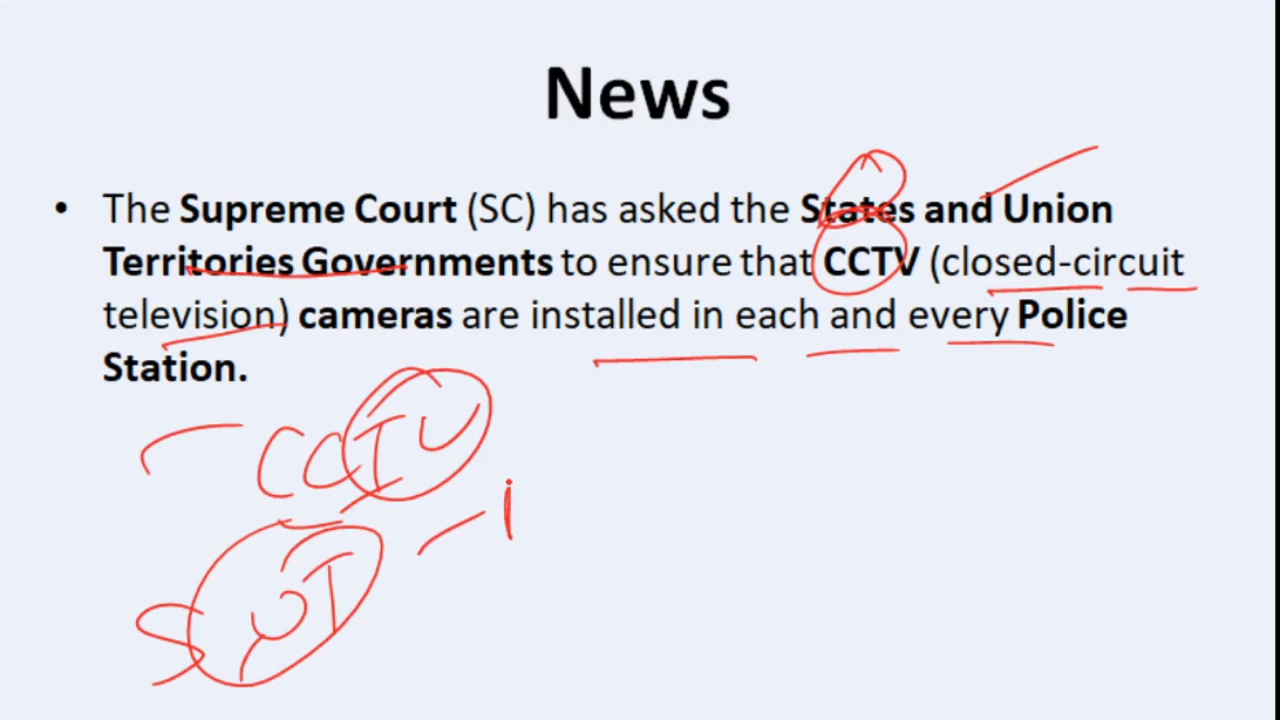 News
• The Supreme Court (SC) has asked the States and Union
Territories Governments to ensure that CCTV (closed-circuit
television) cameras are installed in each and every Police
Station.
CCTV